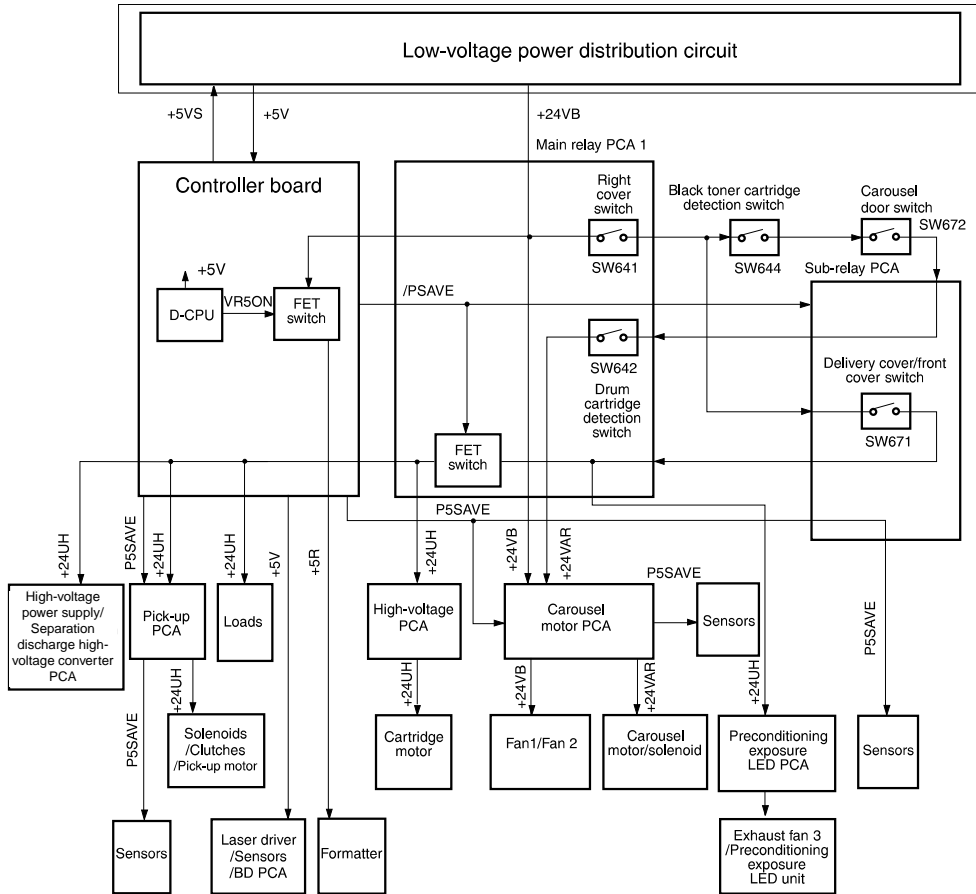 Low-voltage power distribution circuit
+5VS
+5V
+24VB
Main relay PCA 1
Controller board
Right
cover
switch
Black toner cartridge
detection switch
Carousel
door switch
SW672
SW641
SW644
Sub-relay PCA
+5V
D-CPU
VR5ON
FET
switch
/PSAVE
SW642
Drum
cartridge
detection
switch
Delivery cover/front
cover switch
SW671
FET
switch
P5SAVE
+24UH
P5SAVE
+24UH
+24UH
+5V
+5R
+24UH
+24VB
+24VAR
P5SAVE
+24UH
P5SAVE
High-voltage
power supply/
Separation
discharge high-
voltage converter
PCA
Pick-up
PCA
Loads
High-voltage
PCA
Carousel
motor PCA
Sensors
P5SAVE
+24UH
+24UH
+24VB
+24VAR
Solenoids
/Clutches
/Pick-up motor
Cartridge
motor
Fan1/Fan 2
Carousel
motor/solenoid
Preconditioning
exposure
LED PCA
Sensors
Sensors
Laser driver
/Sensors
/BD PCA
Formatter
Exhaust fan 3
/Preconditioning
exposure
LED unit